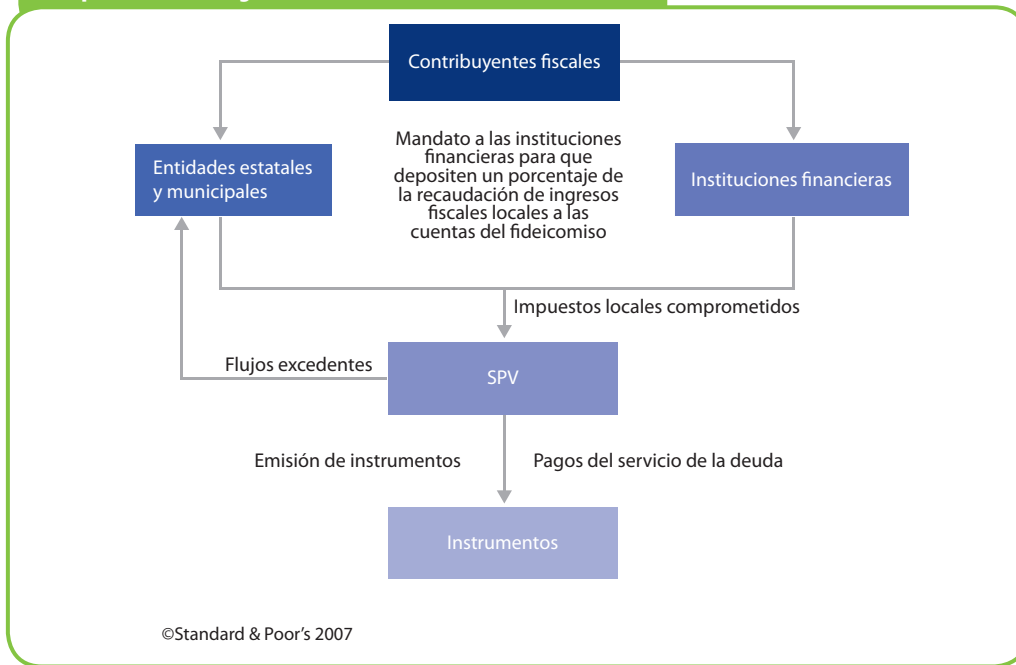 Contribuyentes fiscales
Mandato a las instituciones
financieras para que
depositen un porcentaje de
la recaudación de ingresos
fiscales locales a las
cuentas del fideicomiso
Entidades estatales
y municipales
Instituciones financieras
Impuestos locales comprometidos
Flujos excedentes
SPV
Emisión de instrumentos
Pagos del servicio de la deuda
Instrumentos
©Standard & Poor's 2007